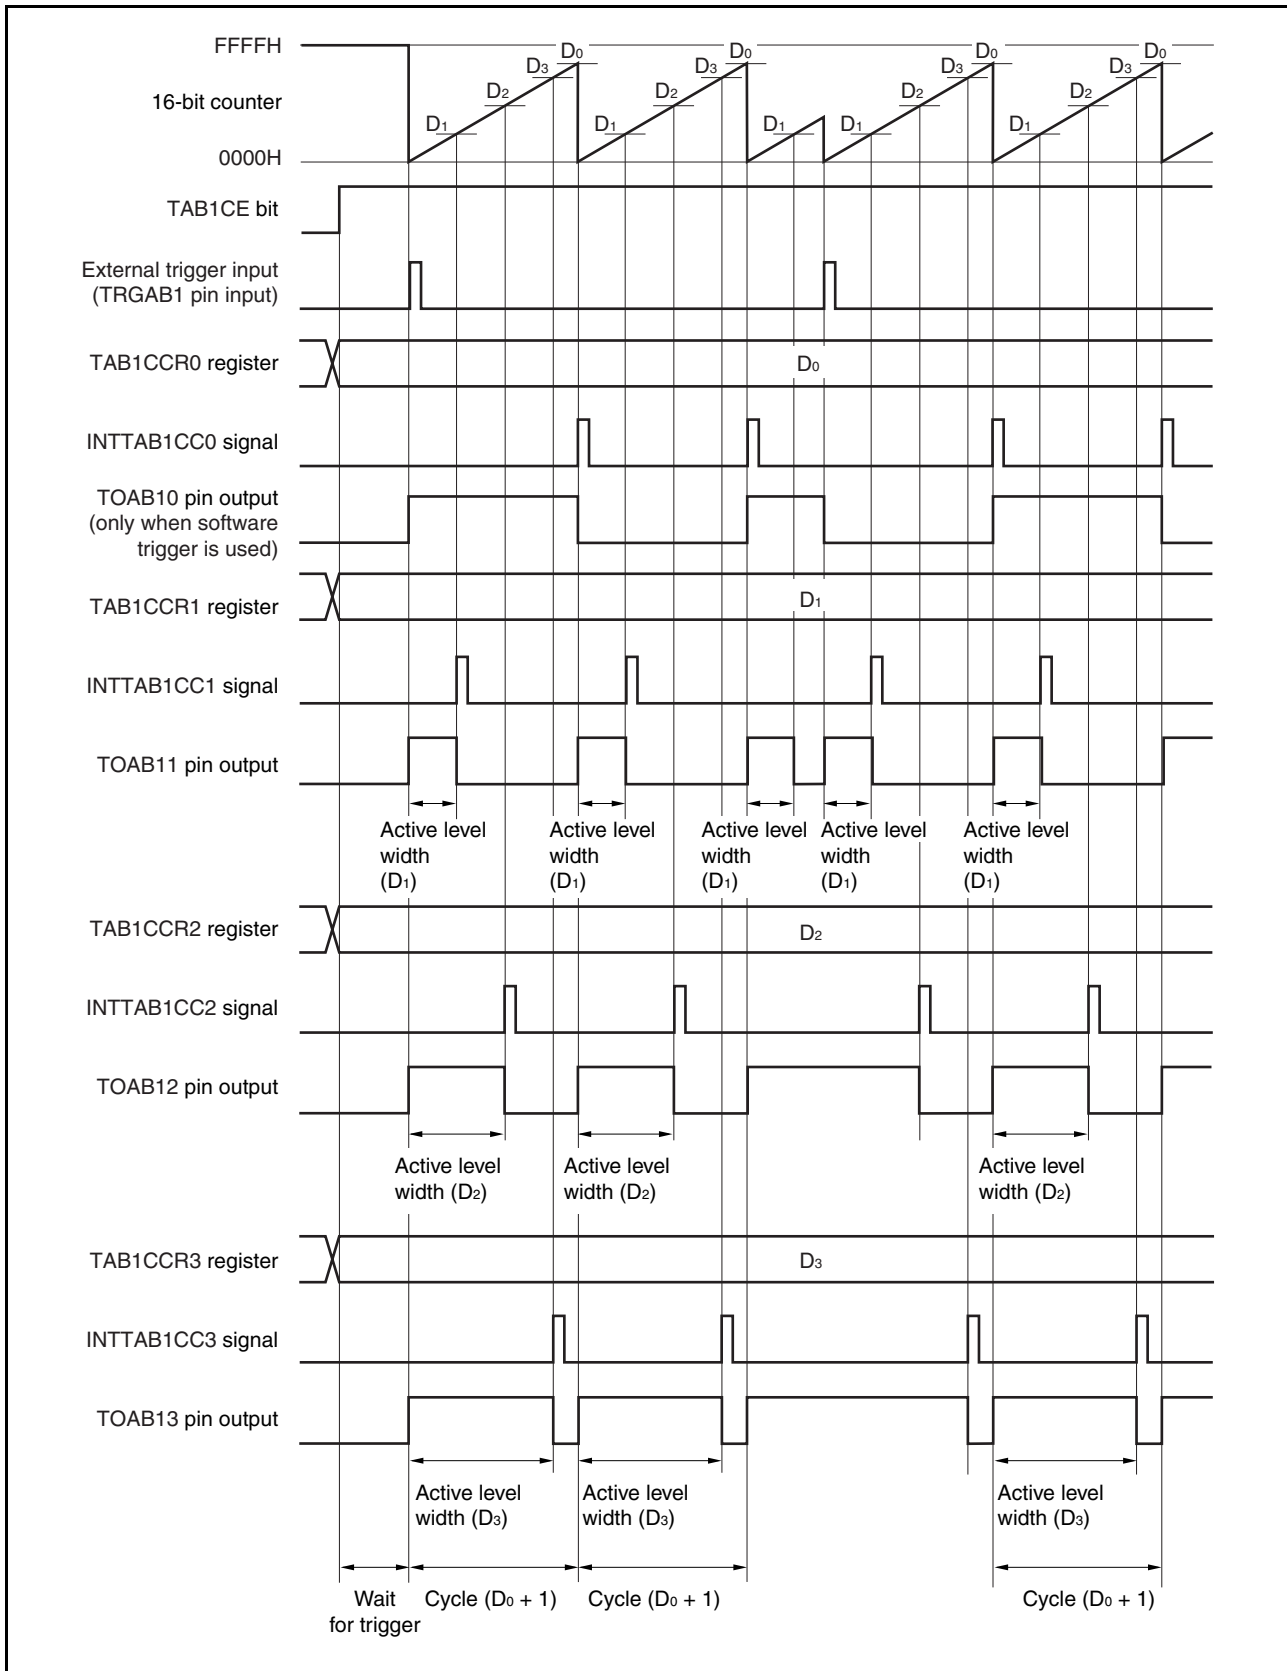 FFFFH
D0 D0 D0 D0
D3 D3 D3 D3
D2 D2 D2 D2
16-bit counter
D1 D1 D1 D1 D1
0000H
TAB1CE bit
External trigger input
(TRGAB1 pin input)
TAB1CCR0 register
D0
INTTAB1CC0 signal
TOAB10 pin output
(only when software
trigger is used)
TAB1CCR1 register
D1
INTTAB1CC1 signal
TOAB11 pin output
Active level
width
(D1)
Active level
width
(D1)
Active level
width
(D1)
Active level
width
(D1)
Active level
width
(D1)
TAB1CCR2 register
D2
INTTAB1CC2 signal
TOAB12 pin output
Active level
width (D2)
Active level
width (D2)
Active level
width (D2)
TAB1CCR3 register
D3
INTTAB1CC3 signal
TOAB13 pin output
Active level
width (D3)
Active level
width (D3)
Active level
width (D3)
Wait
for trigger
Cycle (D0 + 1)
Cycle (D0 + 1)
Cycle (D0 + 1)